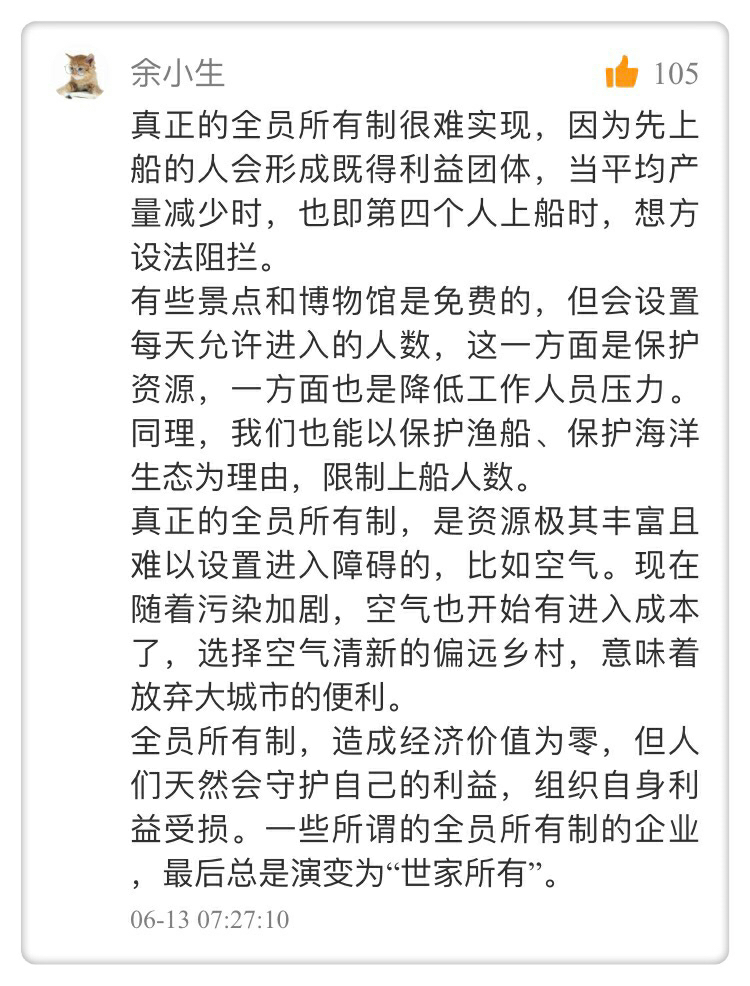 余小生
105
真正的全员所有制很难实现，因为先上
船的人会形成既得利益团体，当平均产
量减少时，也即第四个人上船时，想方
设法阻拦。
有些景点和博物馆是免费的，但会设置
每天允许进入的人数，这一方面是保护
资源，一方面也是降低工作人员压力。
同理，我们也能以保护渔船、保护海洋
生态为理由，限制上船人数。
真正的全员所有制，是资源极其丰富且
难以设置进入障碍的，比如空气。现在
随着污染加剧，空气也开始有进入成本
了，选择空气清新的偏远乡村，意味着
放弃大城市的便利。
全员所有制，造成经济价值为零，但人
们天然会守护自己的利益，组织自身利
益受损。一些所谓的全员所有制的企业
，最后总是演变为“世家所有”。
06-13 07:27:10